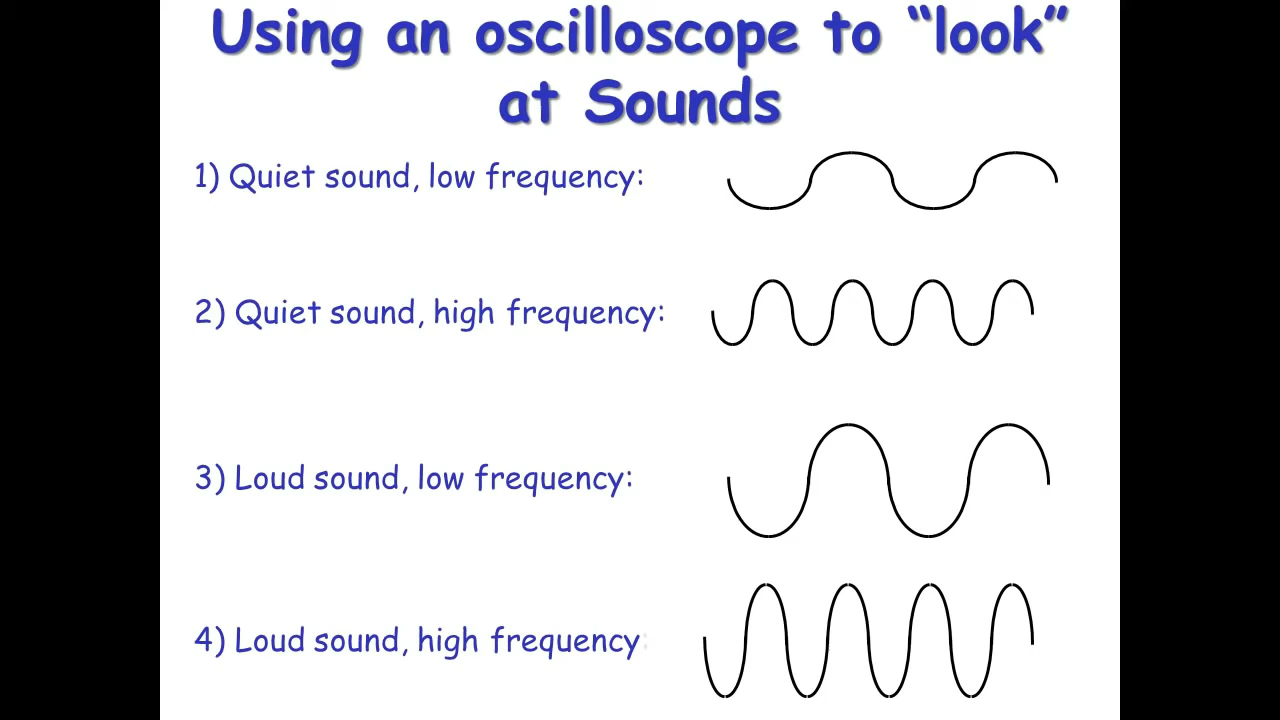 Using an oscilloscope to “look”
at Sounds
1) Quiet sound, low frequency:
2) Quiet sound, high frequency:
3) Loud sound, low frequency:
4) Loud sound, high frequency: